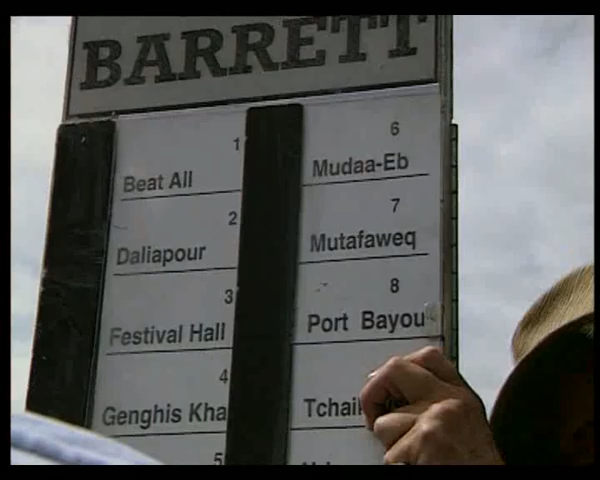 BARRETT
1
Beat All
2
Daliapour
3
Festival Hall
4
Genghis Kha
5
6
Mudaa-Eb
7
Mutafaweq
8
Port Bayou
Tchaik